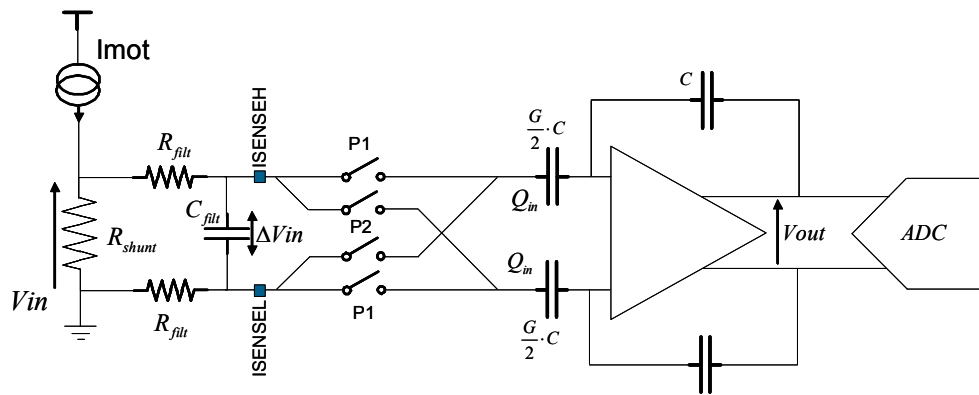 Imot
ISENSEH
C
G/2 · C
P1
R_filt
Q_in
C_filt
ΔVin
P2
R_shunt
Vout
ADC
Q_in
Vin
R_filt
P1
ISENSEL
G/2 · C